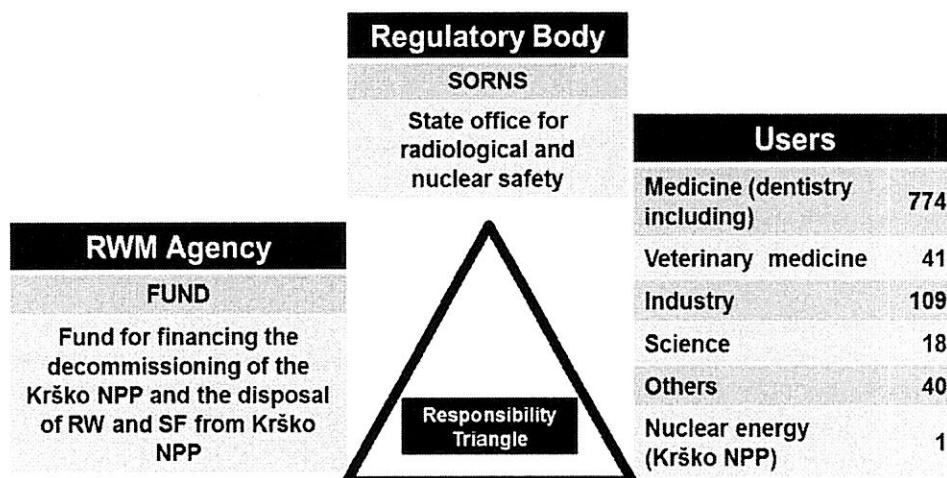 Regulatory Body
SORNS
State office for
radiological and
nuclear safety
RWM Agency
FUND
Fund for financing the
decommissioning of the
Krško NPP and the disposal
of RW and SF from Krško
NPP
Responsibility
Triangle
Users
Medicine (dentistry
including) 774
Veterinary medicine 41
Industry 109
Science 18
Others 40
Nuclear energy
(Krško NPP) 1